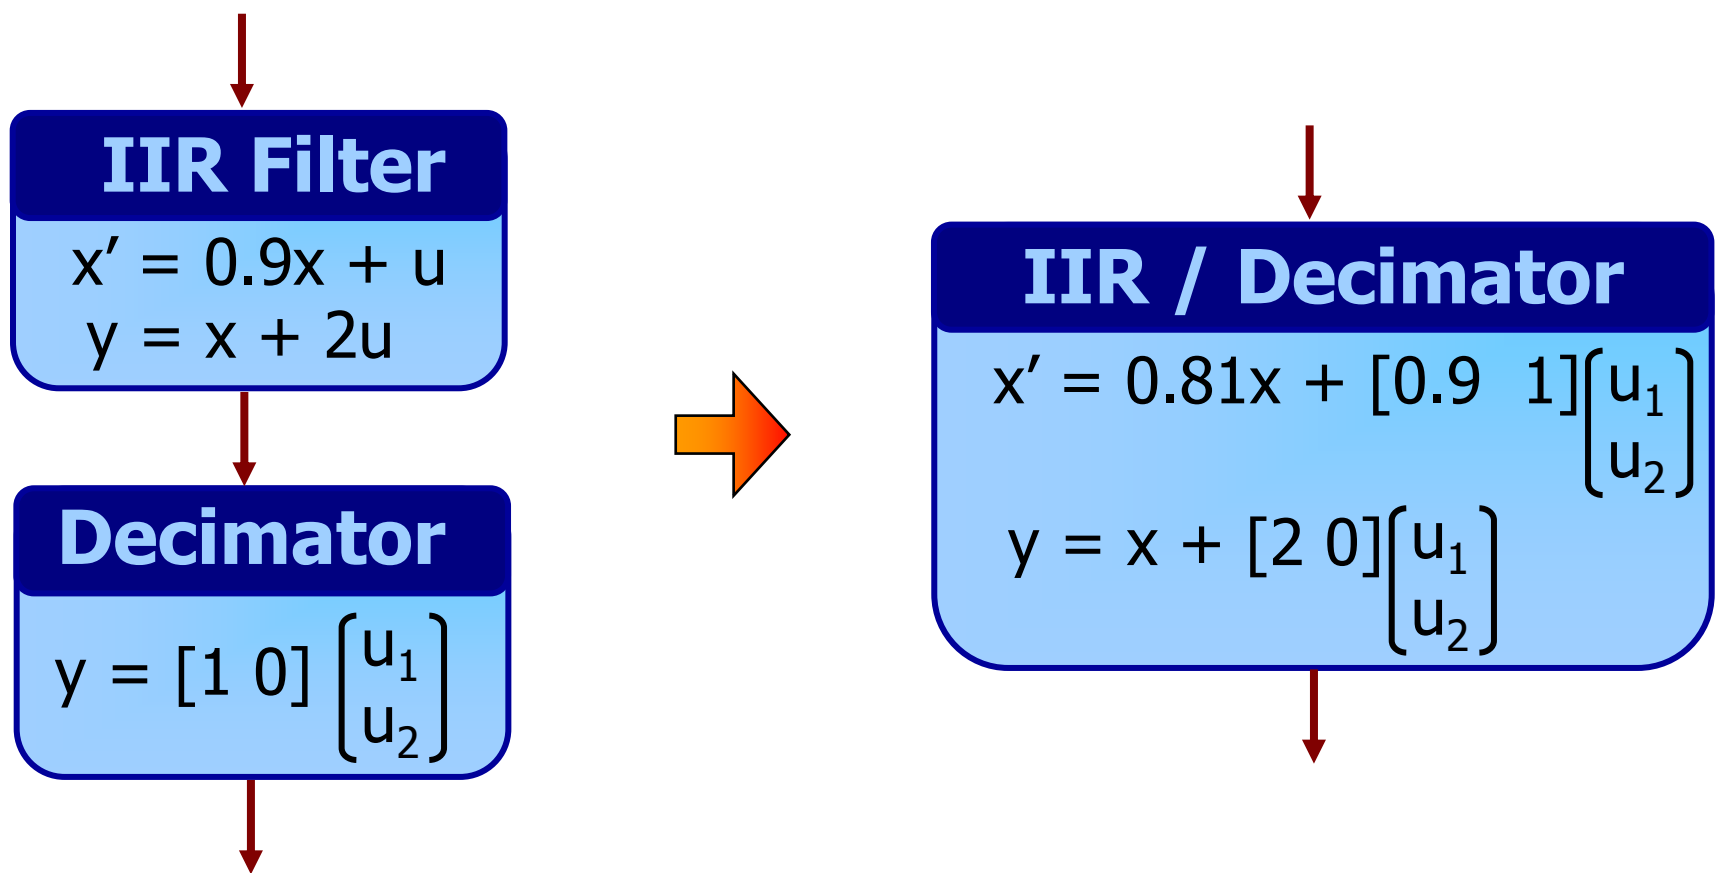 IIR Filter
x′ = 0.9x + u
y = x + 2u
Decimator
y = [1 0] [u₁
u₂]
IIR / Decimator
x′ = 0.81x + [0.9 1] [u₁
u₂]
y = x + [2 0] [u₁
u₂]